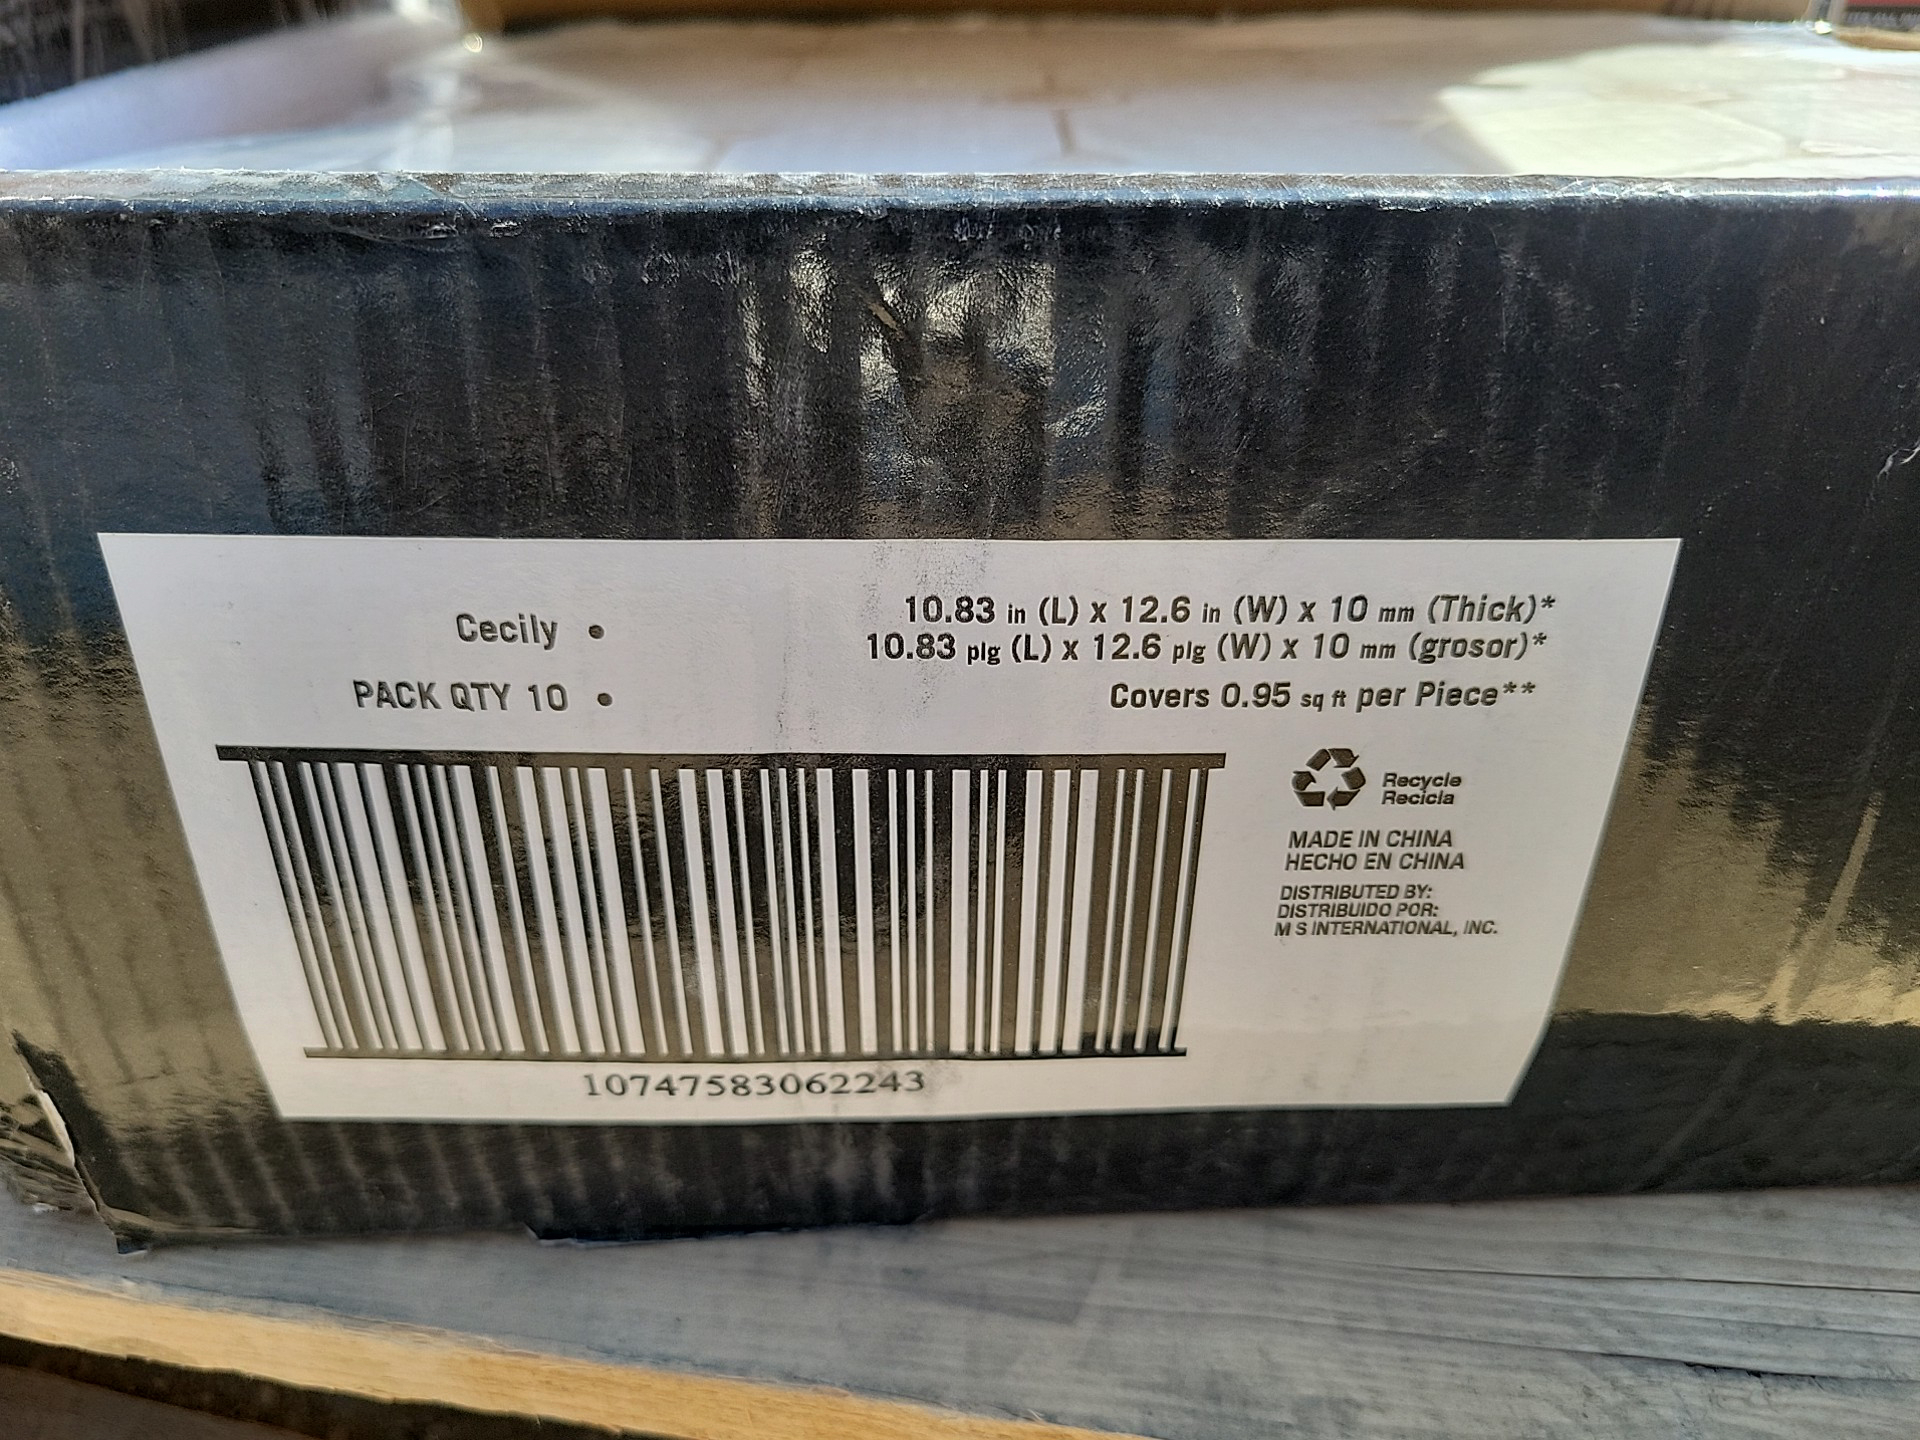 Cecily •
10.83 in (L) x 12.6 in (W) x 10 mm (Thick)*
10.83 plg (L) x 12.6 plg (W) x 10 mm (grosor)*
PACK QTY 10 •
Covers 0.95 sq ft per Piece**
Recycle
Recicla
MADE IN CHINA
HECHO EN CHINA
DISTRIBUTED BY:
DISTRIBUIDO POR:
M S INTERNATIONAL, INC.
10747583062243